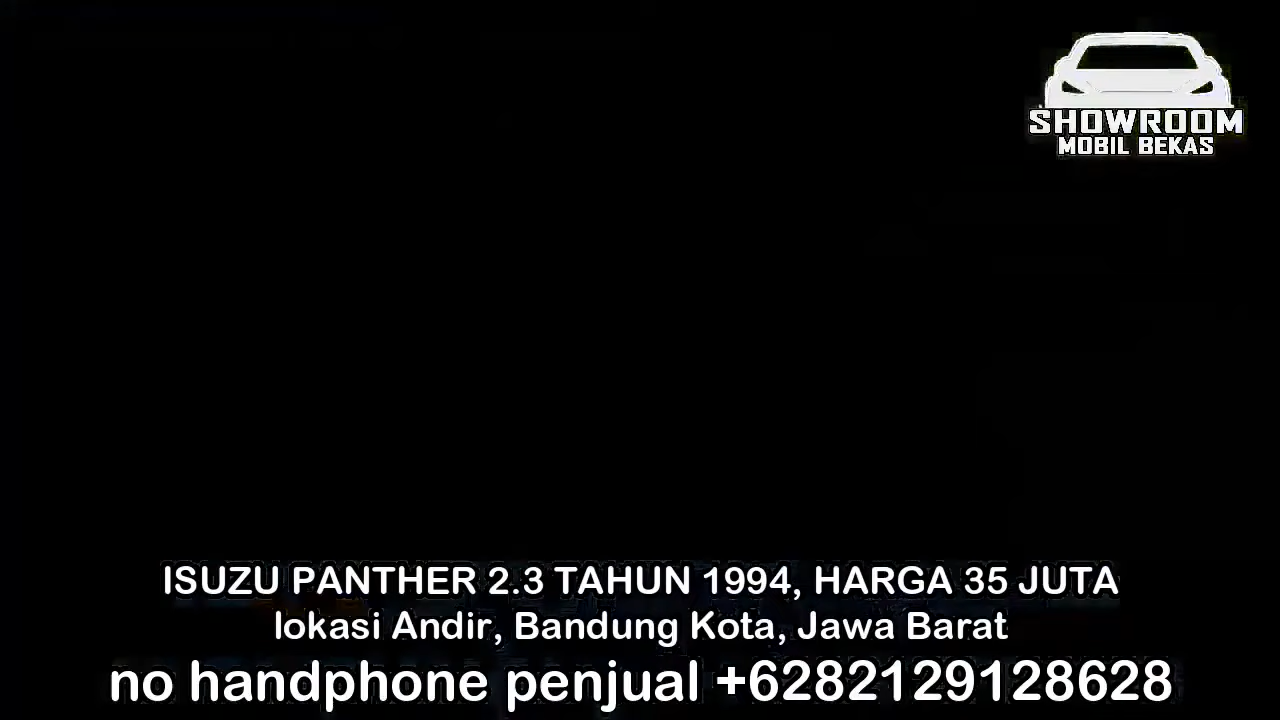 SHOWROOM
MOBIL BEKAS
ISUZU PANTHER 2.3 TAHUN 1994, HARGA 35 JUTA
lokasi Andir, Bandung Kota, Jawa Barat
no handphone penjual +6282129128628